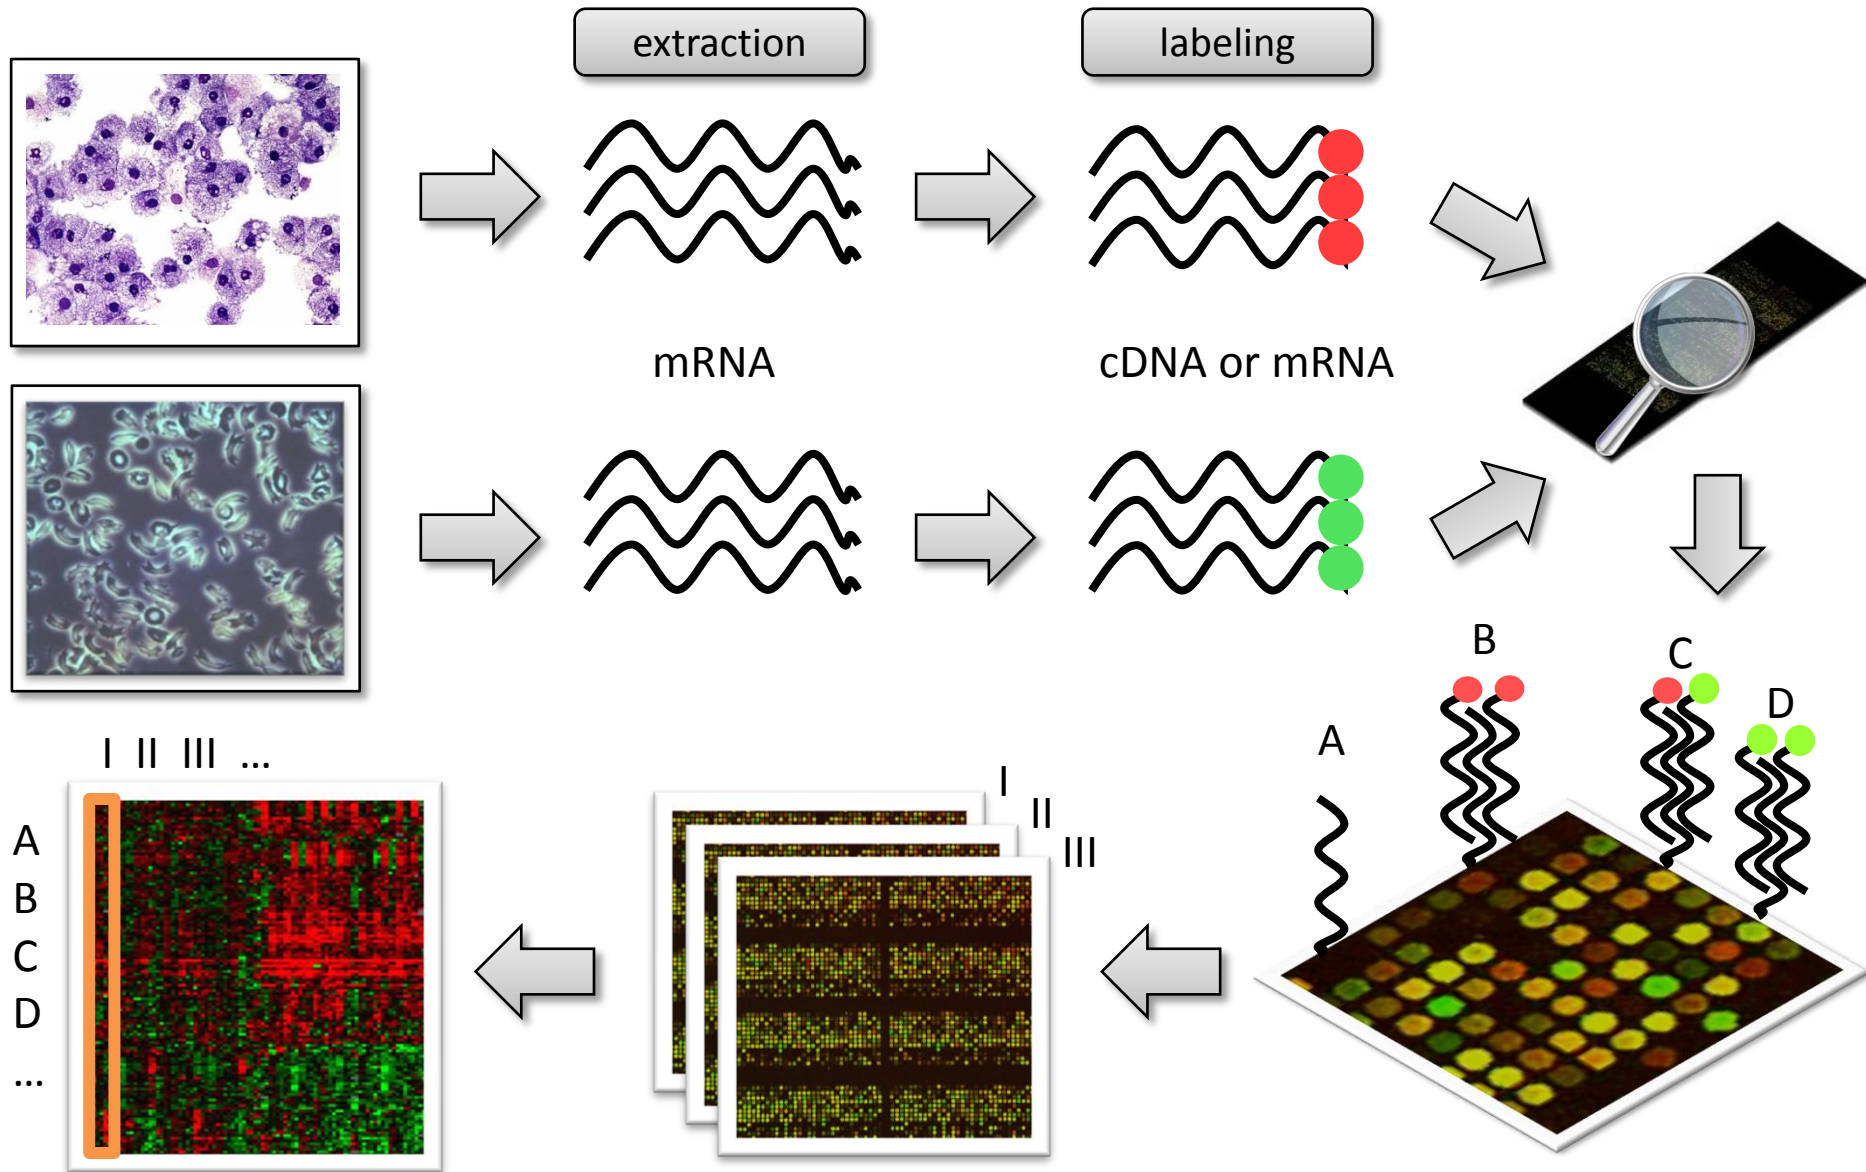 extraction
labeling
mRNA
cDNA or mRNA
B
C
D
A
I II III ...
I
II
III
A
B
C
D
...